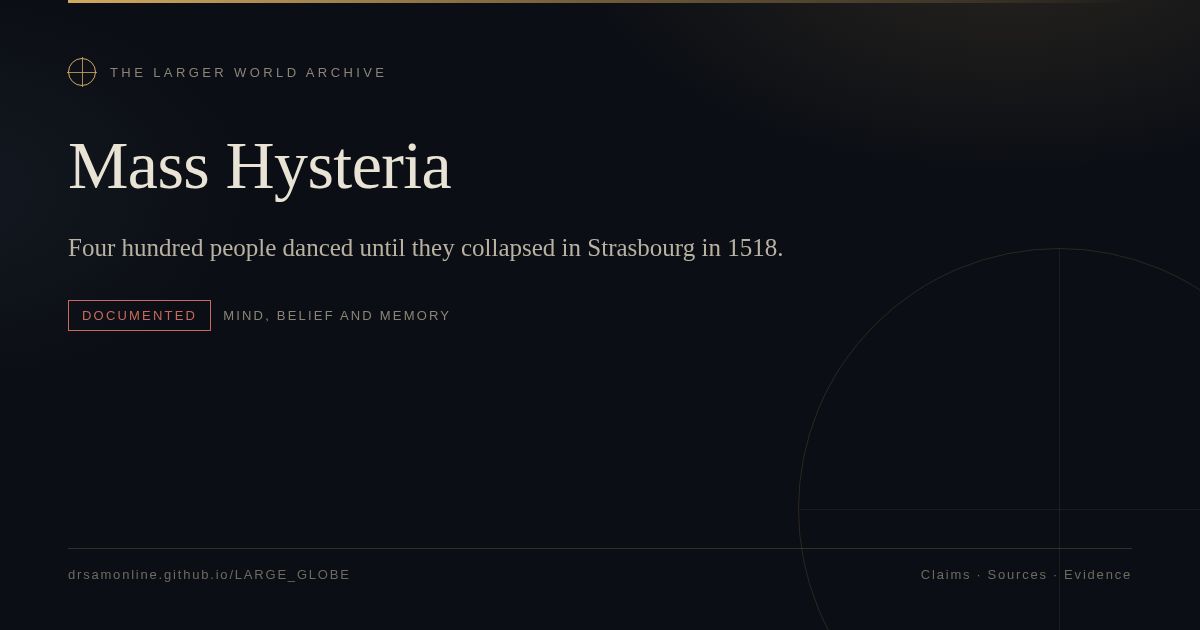 THE LARGER WORLD ARCHIVE
Mass Hysteria
Four hundred people danced until they collapsed in Strasbourg in 1518.
DOCUMENTED MIND, BELIEF AND MEMORY
drsamonline.github.io/LARGE_GLOBE Claims · Sources · Evidence